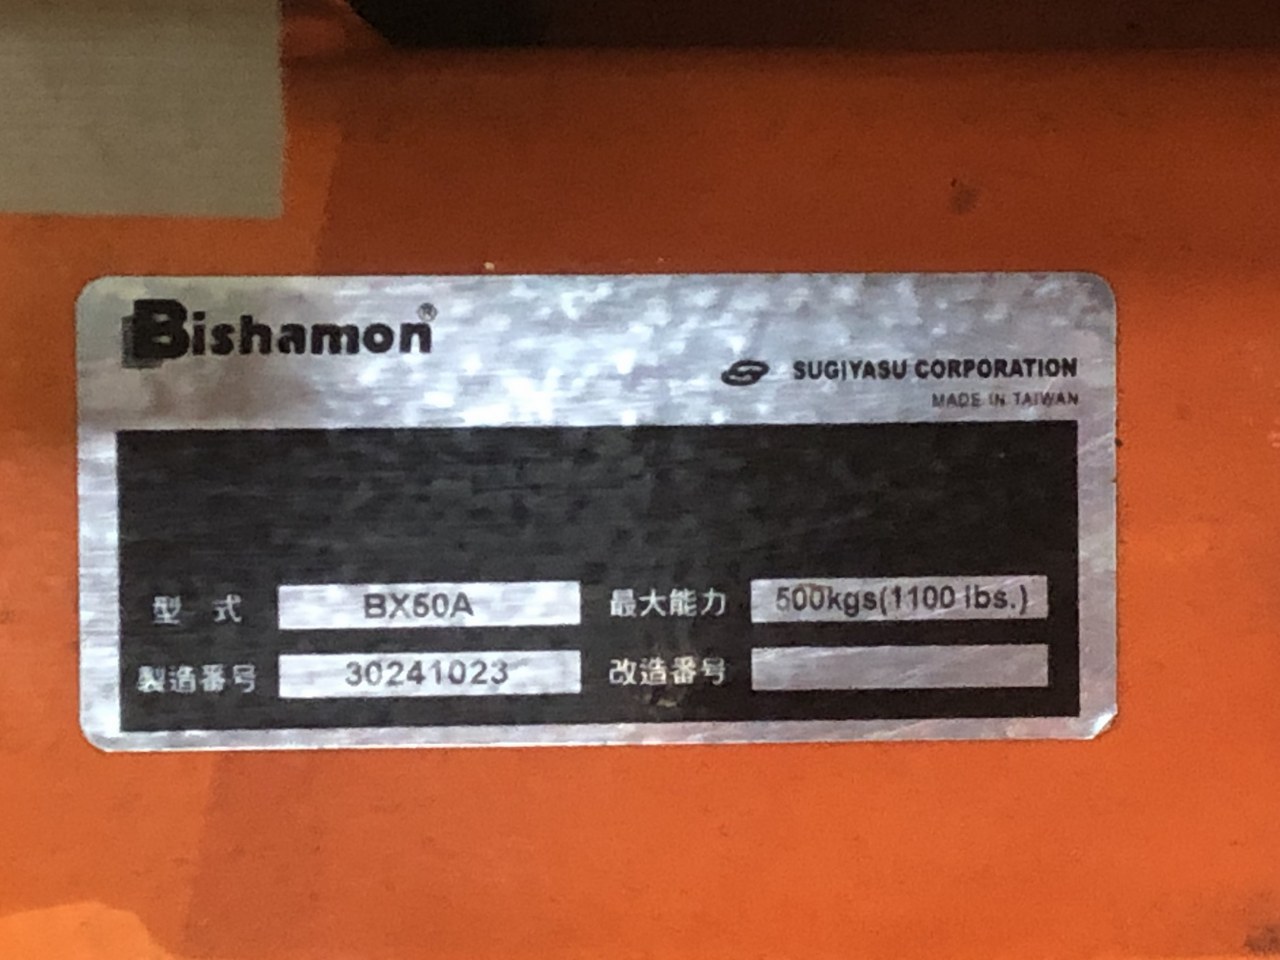 Bishamon®
SUGIYASU CORPORATION
MADE IN TAIWAN
型 式 BX50A 最大能力 500kgs(1100 lbs.)
製造番号 30241023 改造番号